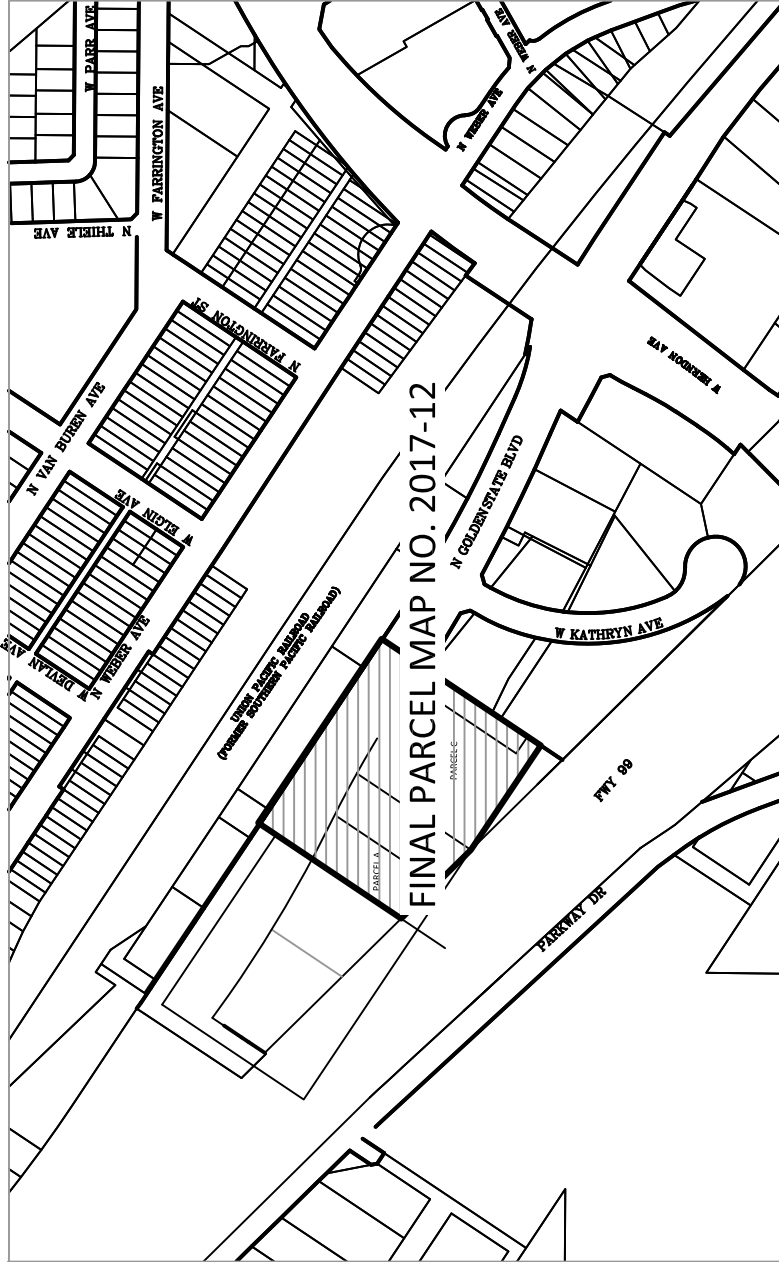 W PARR AVE
W FARRINGTON AVE
N THIELE AVE
N WEBER AVE
N WEBER AVE
N FARRINGTON ST
W HERNDON AVE
N VAN BUREN AVE
W ELGIN AVE
N GOLDEN STATE BLVD
FINAL PARCEL MAP NO. 2017-12
W DEVLAN AVE
N WEBER AVE
UNION PACIFIC RAILROAD
(FORMER SOUTHERN PACIFIC RAILROAD)
W KATHRYN AVE
PARCEL C
PARCEL A
FWY 99
PARKWAY DR